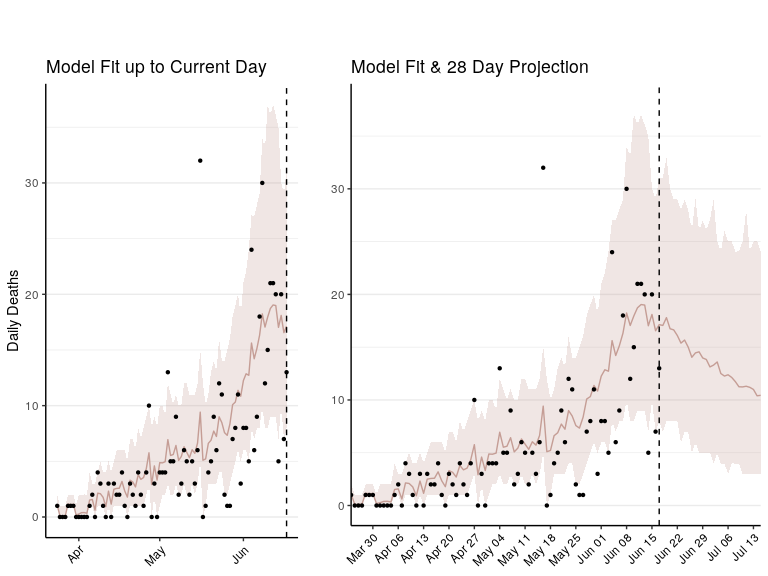 Model Fit up to Current Day
Model Fit & 28 Day Projection
Daily Deaths
30
20
10
0
Apr
May
Jun
30
20
10
0
Mar 30
Apr 06
Apr 13
Apr 20
Apr 27
May 04
May 11
May 18
May 25
Jun 01
Jun 08
Jun 15
Jun 22
Jun 29
Jul 06
Jul 13